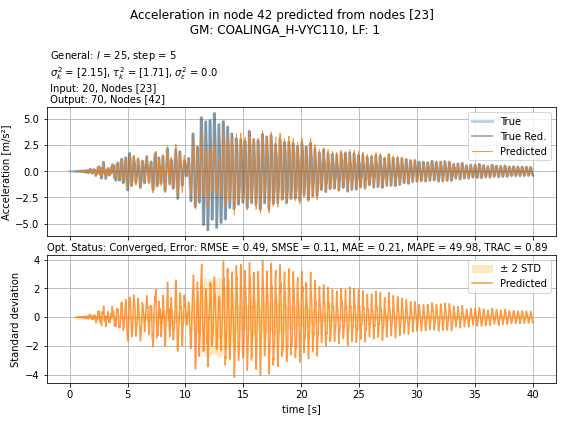 Acceleration in node 42 predicted from nodes [23]
GM: COALINGA_H-VYC110, LF: 1
General: l = 25, step = 5
σ²ₖ = [2.15], τ²ₖ = [1.71], σ²ε = 0.0
Input: 20, Nodes [23]
Output: 70, Nodes [42]
5.0
2.5
0.0
−2.5
−5.0
Acceleration [m/s²]
True
True Red.
Predicted
Opt. Status: Converged, Error: RMSE = 0.49, SMSE = 0.11, MAE = 0.21, MAPE = 49.98, TRAC = 0.89
4
2
0
−2
−4
Standard deviation
± 2 STD
Predicted
0 5 10 15 20 25 30 35 40
time [s]